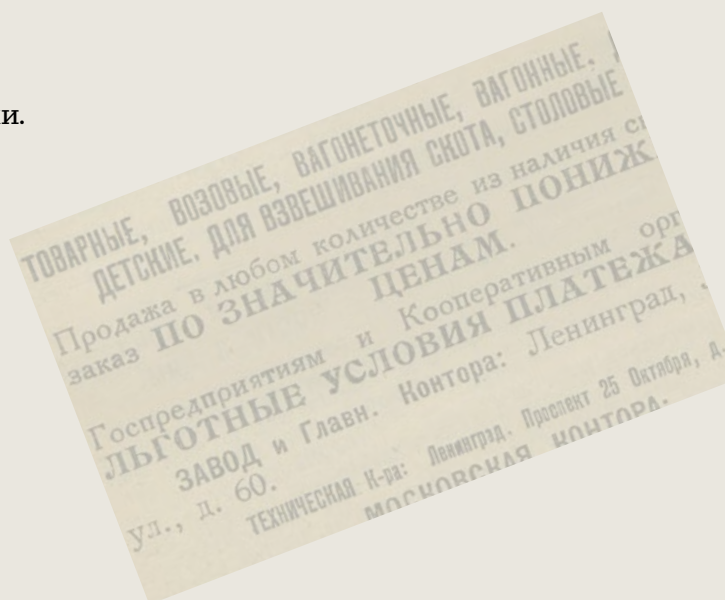 и.
ТОВАРНЫЕ, ВОЗОВЫЕ, ВАГОНЕТОЧНЫЕ, ВАГОННЫЕ,
ДЕТСКИЕ, ДЛЯ ВЗВЕШИВАНИЯ СКОТА, СТОЛОВЫЕ
Продажа в любом количестве из наличия
заказ ПО ЗНАЧИТЕЛЬНО ПОНИЖ
ЦЕНАМ.
Госпредприятиям и Кооперативным орг
ЛЬГОТНЫЕ УСЛОВИЯ ПЛАТЕЖА
ЗАВОД и Главн. Контора: Ленинград,
ул., д. 60.
ТЕХНИЧЕСКАЯ К-ра: Ленинград, Проспект 25 Октября, д.
МОСКОВСКАЯ КОНТОРА: